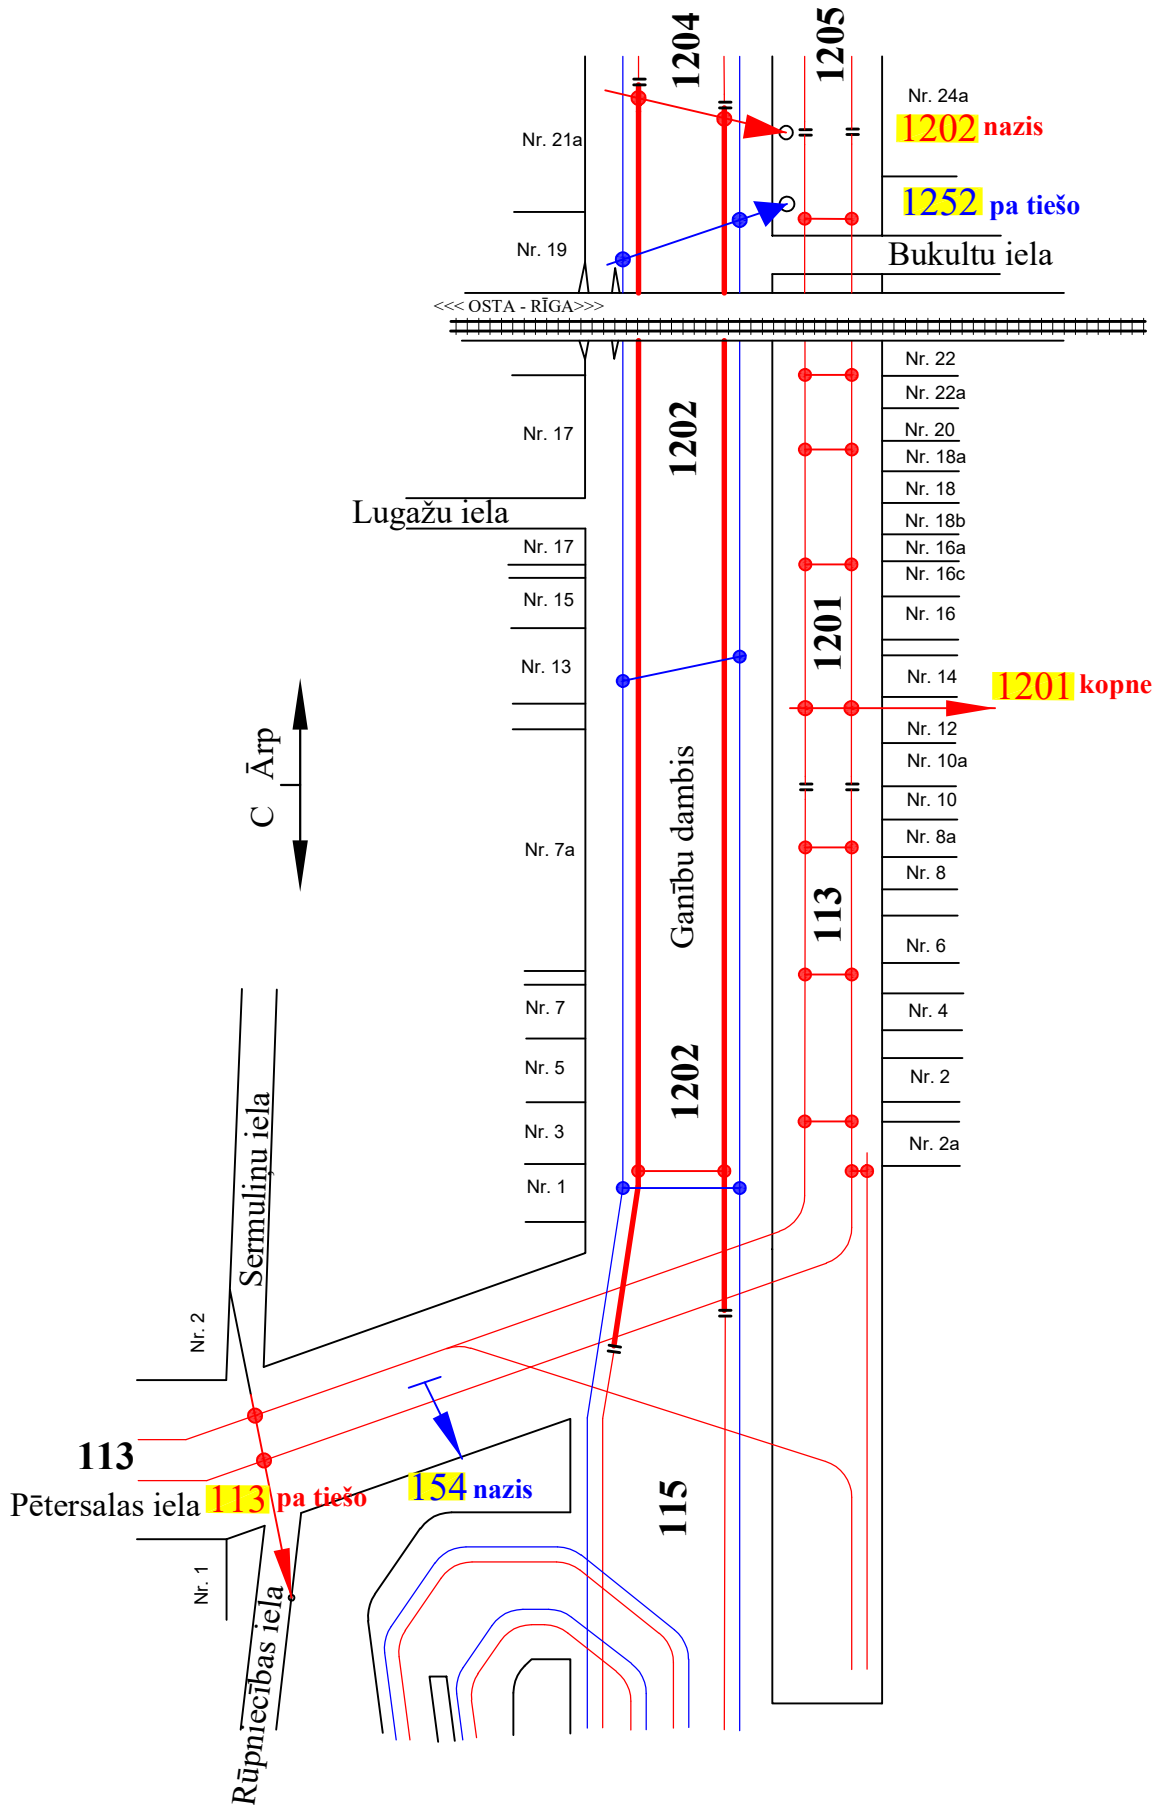 1204
1205
Nr. 24a
1202 nazis
Nr. 21a
1252 pa tiešo
Nr. 19
Bukultu iela
<<< OSTA - RĪGA>>>
Nr. 22
Nr. 22a
1202
Nr. 20
Nr. 17
Nr. 18a
Nr. 18
Lugažu iela
Nr. 18b
Nr. 17
Nr. 16a
Nr. 16c
Nr. 15
Nr. 16
1201
Nr. 13
Nr. 14
1201 kopne
Nr. 12
C Ārp
Nr. 10a
Nr. 10
Ganību dambis
Nr. 8a
Nr. 7a
Nr. 8
113
Nr. 6
Nr. 7
Nr. 4
Nr. 5
1202
Nr. 2
Nr. 3
Nr. 2a
Sermuliņu iela
Nr. 1
Nr. 2
113
154 nazis
Pētersalas iela 113 pa tiešo
115
Nr. 1
Rūpniecības iela